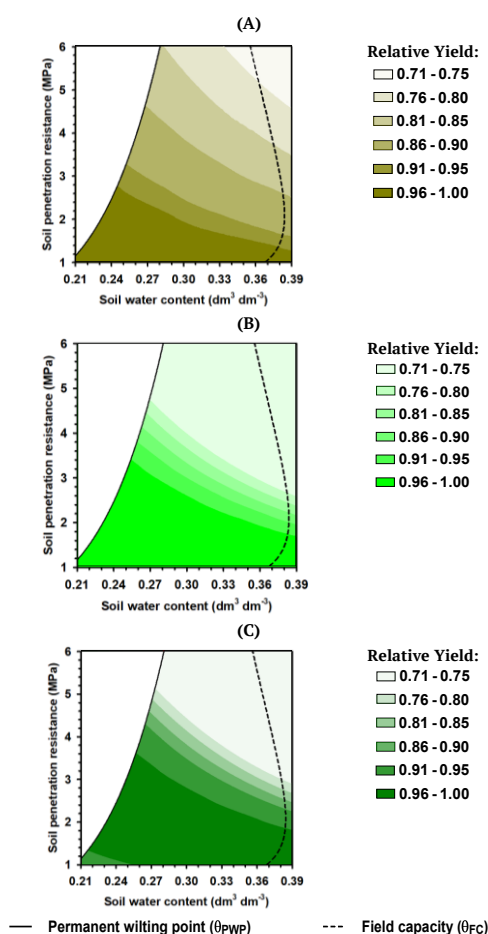 (A)
Soil penetration resistance (MPa)
6
5
4
3
2
1
0.21 0.24 0.27 0.30 0.33 0.36 0.39
Soil water content (dm³ dm⁻³)
Relative Yield:
0.71 - 0.75
0.76 - 0.80
0.81 - 0.85
0.86 - 0.90
0.91 - 0.95
0.96 - 1.00
(B)
Soil penetration resistance (MPa)
6
5
4
3
2
1
0.21 0.24 0.27 0.30 0.33 0.36 0.39
Soil water content (dm³ dm⁻³)
Relative Yield:
0.71 - 0.75
0.76 - 0.80
0.81 - 0.85
0.86 - 0.90
0.91 - 0.95
0.96 - 1.00
(C)
Soil penetration resistance (MPa)
6
5
4
3
2
1
0.21 0.24 0.27 0.30 0.33 0.36 0.39
Soil water content (dm³ dm⁻³)
Relative Yield:
0.71 - 0.75
0.76 - 0.80
0.81 - 0.85
0.86 - 0.90
0.91 - 0.95
0.96 - 1.00
Permanent wilting point (θPWP) Field capacity (θFC)